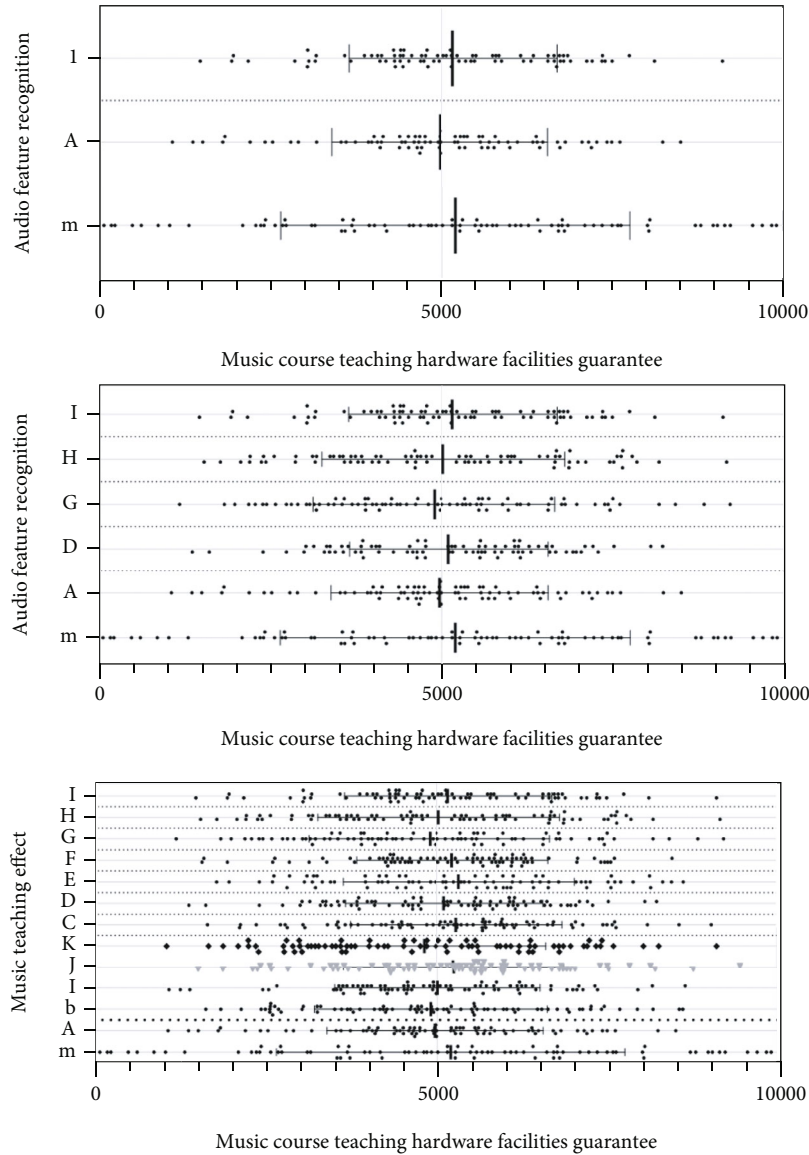 Audio feature recognition
1
A
m
0 5000 10000
Music course teaching hardware facilities guarantee
Audio feature recognition
I
H
G
D
A
m
0 5000 10000
Music course teaching hardware facilities guarantee
Music teaching effect
I
H
G
F
E
D
C
K
J
I
b
A
m
0 5000 10000
Music course teaching hardware facilities guarantee